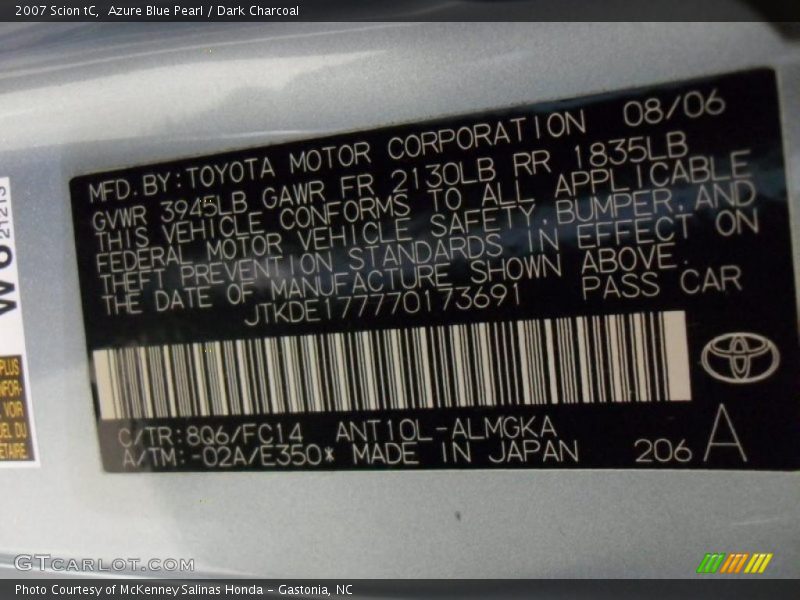 2007 Scion tC, Azure Blue Pearl / Dark Charcoal
MFD. BY: TOYOTA MOTOR CORPORATION 08/06
GVWR 3945LB GAWR FR 2130LB RR 1835LB
THIS VEHICLE CONFORMS TO ALL APPLICABLE
FEDERAL MOTOR VEHICLE SAFETY, BUMPER, AND
THEFT PREVENTION STANDARDS IN EFFECT ON
THE DATE OF MANUFACTURE SHOWN ABOVE.
JTKDE177770173691 PASS CAR
C/TR: 8Q6/FC14 ANT10L-ALMGKA
A/TM: -02A/E350* MADE IN JAPAN 206 A
21213
PLUS
VOIR
GTCARLOT.COM
Photo Courtesy of McKenney Salinas Honda - Gastonia, NC